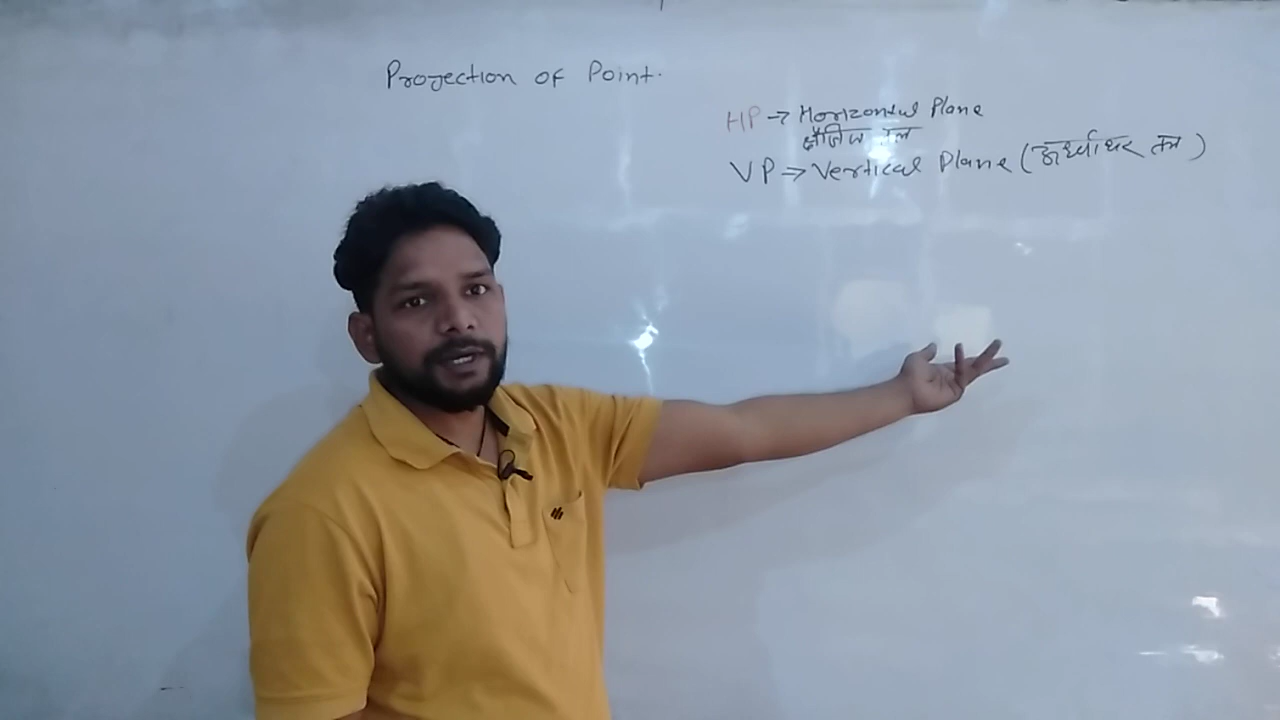 Projection of Point.
HP → Horizontal Plane
क्षैतिज तल
VP → Vertical Plane (ऊर्ध्वाधर तल)